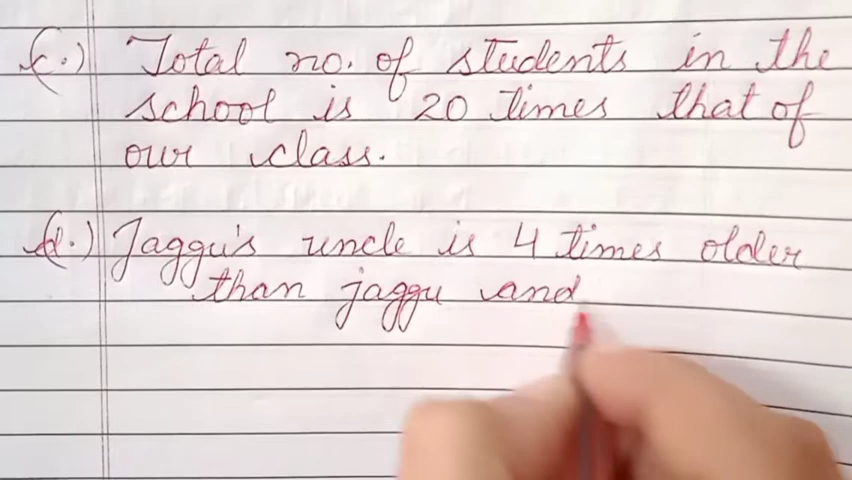 (c.) Total no. of students in the
school is 20 times that of
our class.
(d.) Jaggu's uncle is 4 times older
than jaggu and